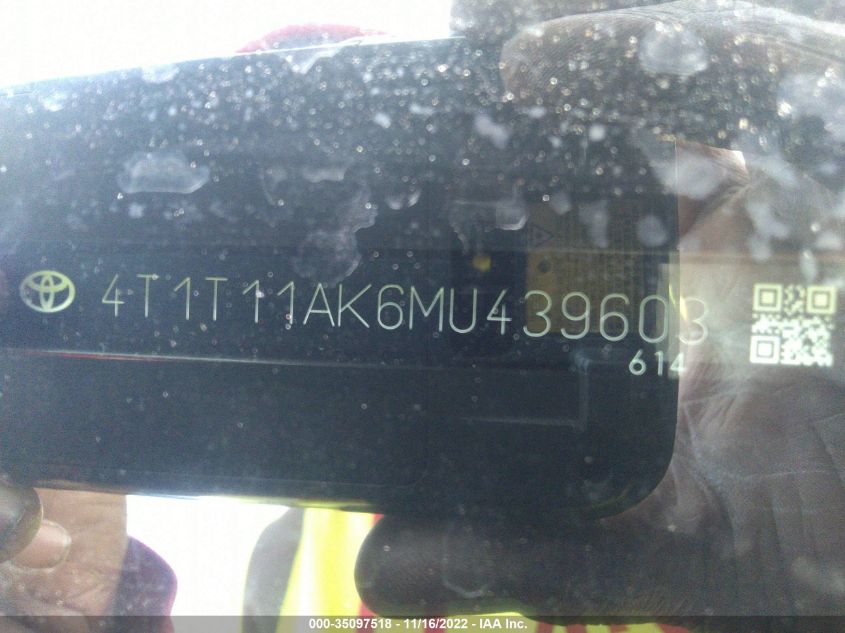 4T1T11AK6MU439603
614
000-35097518 - 11/16/2022 - IAA Inc.